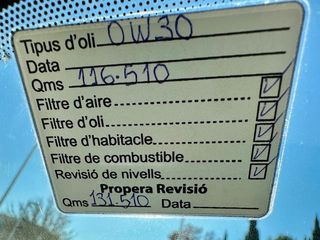 Tipus d'oli 0W30
Data
Qms 116.510
Filtre d'aire ✓
Filtre d'oli ✓
Filtre d'habitacle ✓
Filtre de combustible ✓
Revisió de nivells ✓
Propera Revisió
Qms 131.510 Data